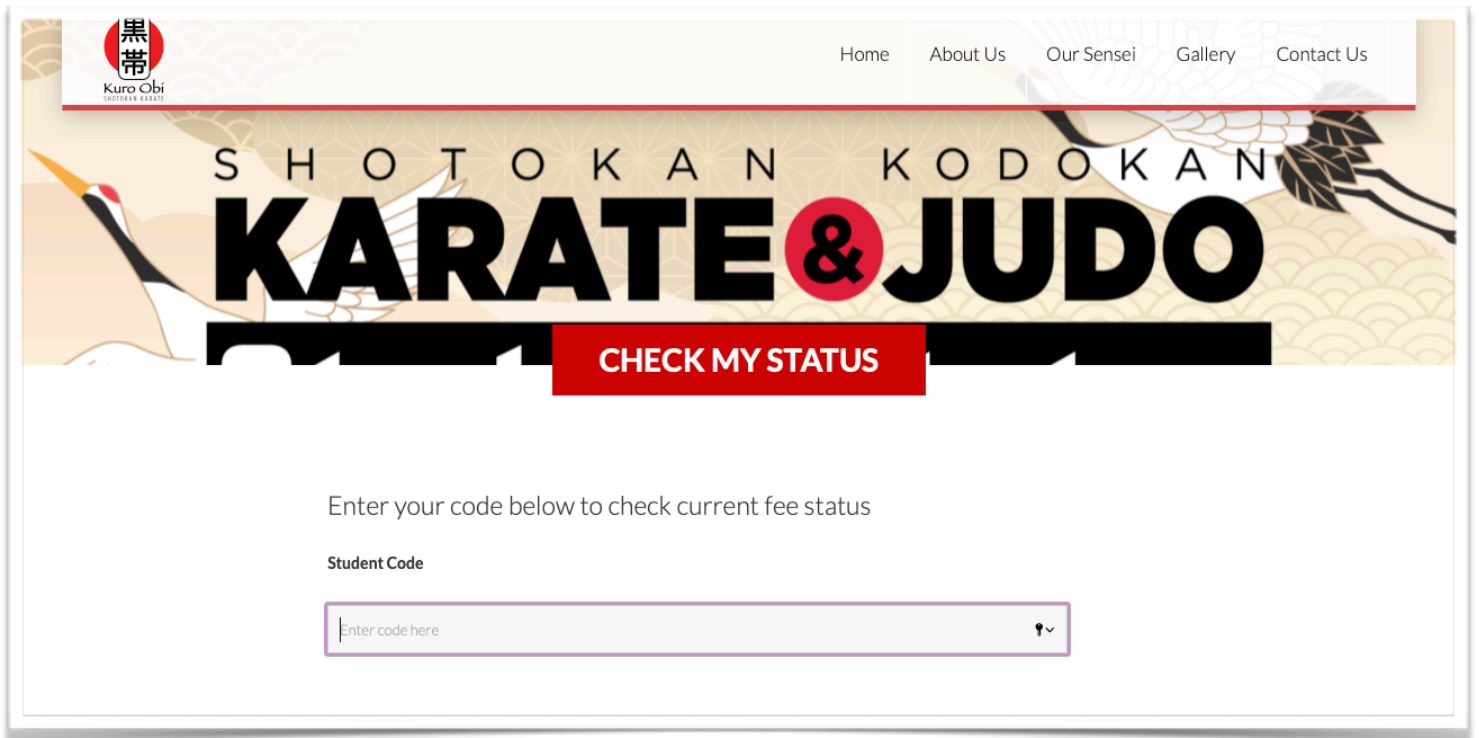 黒
帯
Kuro Obi
SHOTOKAN KARATE
Home About Us Our Sensei Gallery Contact Us
SHOTOKAN KODOKAN
KARATE & JUDO
CHECK MY STATUS
Enter your code below to check current fee status
Student Code
Enter code here